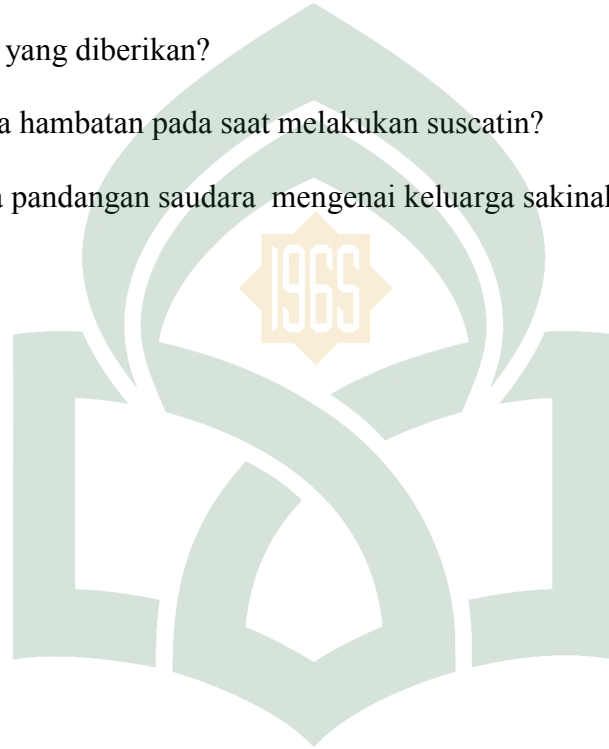 yang diberikan?
a hambatan pada saat melakukan suscatin?
pandangan saudara mengenai keluarga
1965